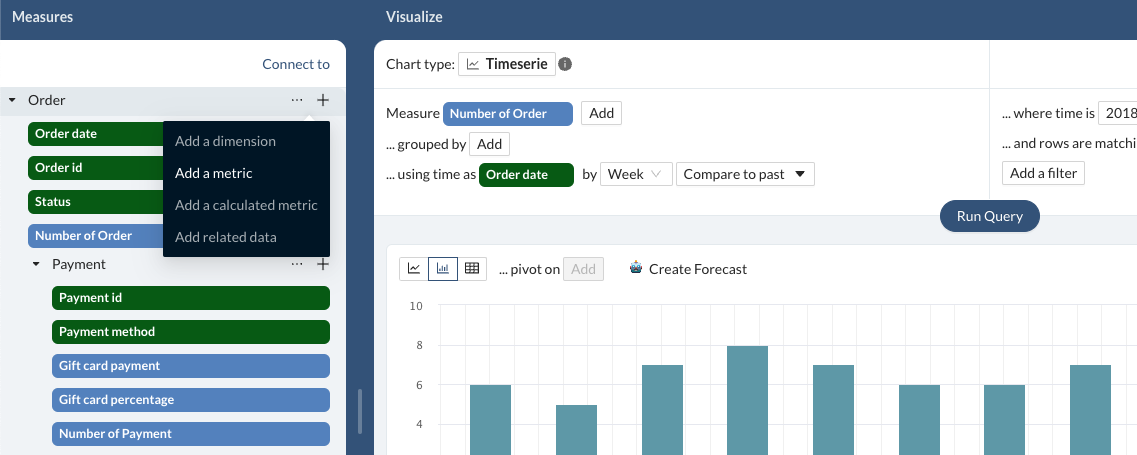 Measures
Visualize
Connect to
Order
Order date
Order id
Status
Number of Order
Add a dimension
Add a metric
Add a calculated metric
Add related data
Payment
Payment id
Payment method
Gift card payment
Gift card percentage
Number of Payment
Chart type: Timeserie
Measure Number of Order Add
... grouped by Add
... using time as Order date by Week Compare to past
... where time is 2018
... and rows are matchi
Add a filter
Run Query
... pivot on Add Create Forecast
10
8
6
4